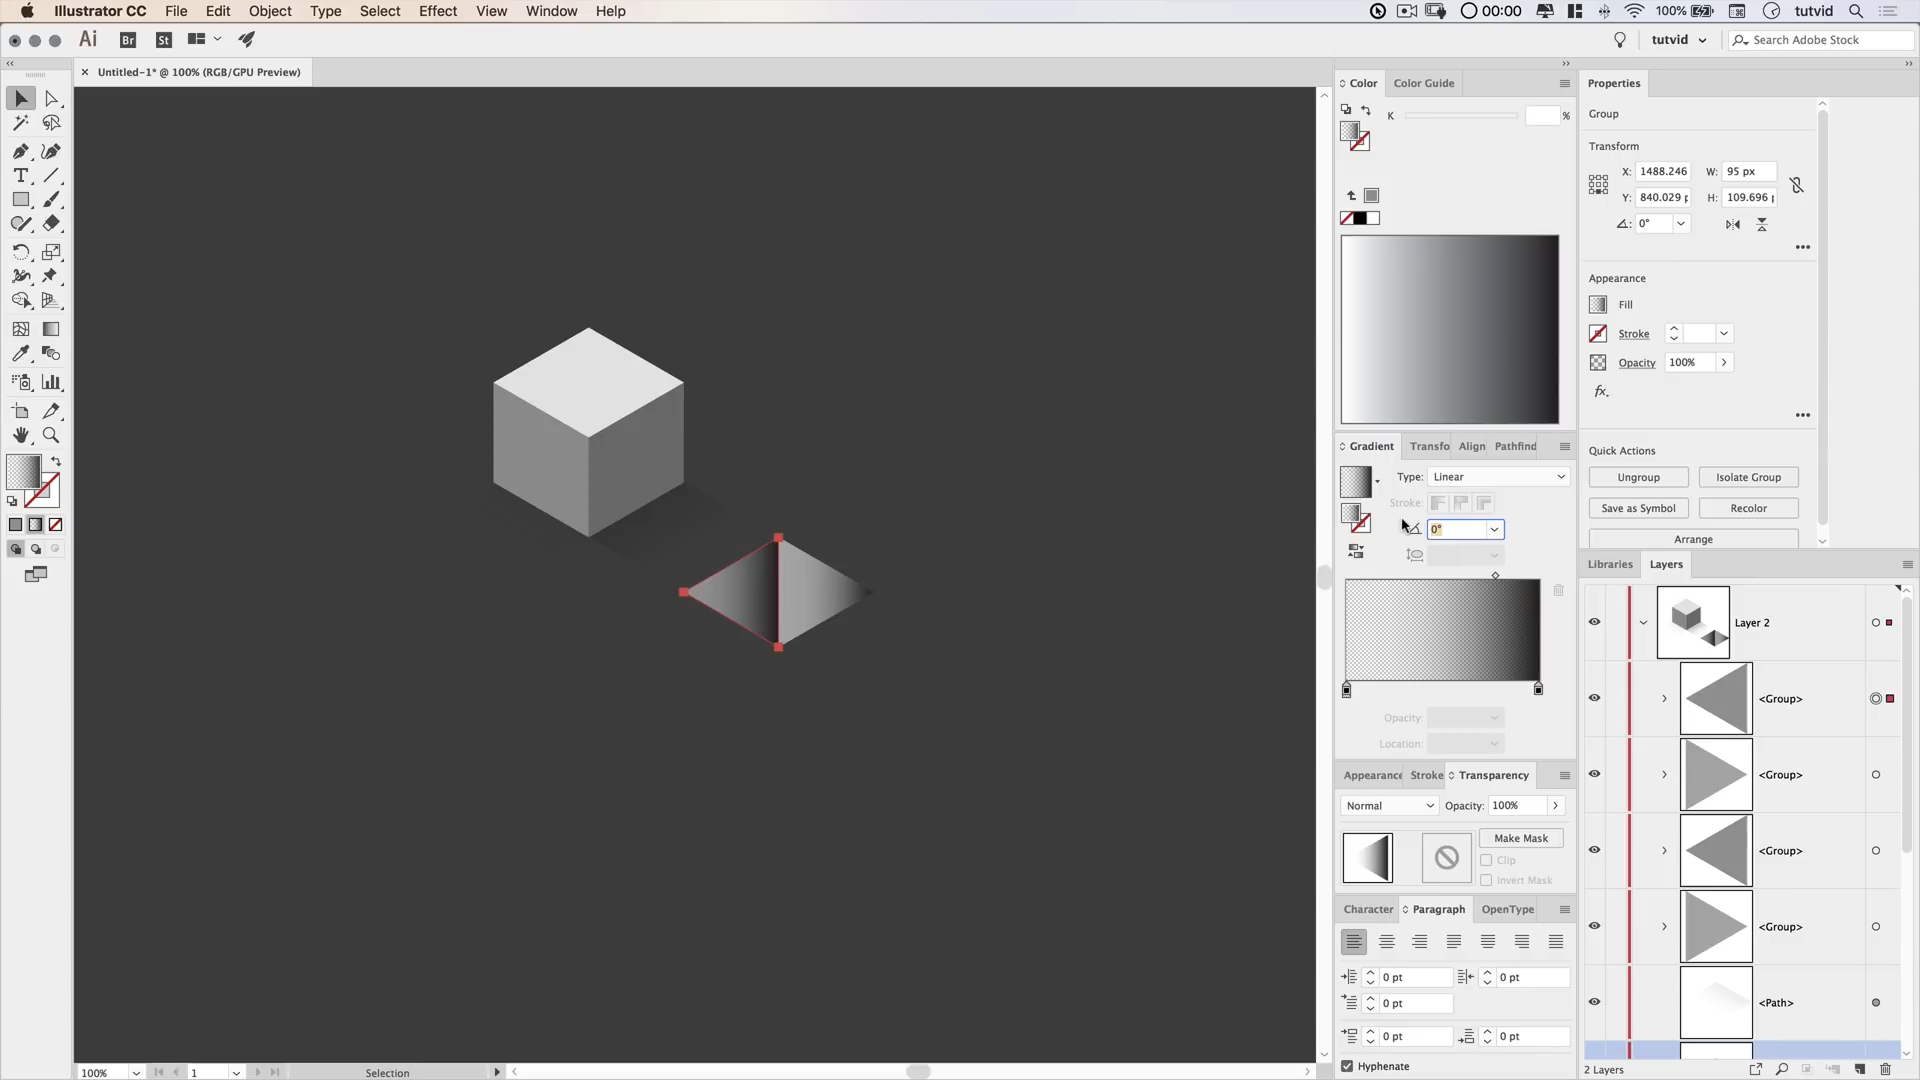 Illustrator CC File Edit Object Type Select Effect View Window Help 00:00 100% tutvid
Ai Br St tutvid Search Adobe Stock
Untitled-1* @ 100% (RGB/GPU Preview)
Color Color Guide
K %
Gradient Transfo Align Pathfind
Type: Linear
Stroke:
0°
Opacity:
Location:
Appearance Stroke Transparency
Normal Opacity: 100%
Make Mask
Clip
Invert Mask
Character Paragraph OpenType
0 pt 0 pt
0 pt
0 pt 0 pt
Hyphenate
Properties
Group
Transform
X: 1488.246 W: 95 px
Y: 840.029 p H: 109.696 p
0°
Appearance
Fill
Stroke
Opacity 100%
fx.
Quick Actions
Ungroup Isolate Group
Save as Symbol Recolor
Arrange
Libraries Layers
Layer 2
<Group>
<Group>
<Group>
<Group>
<Path>
2 Layers
100% 1 Selection